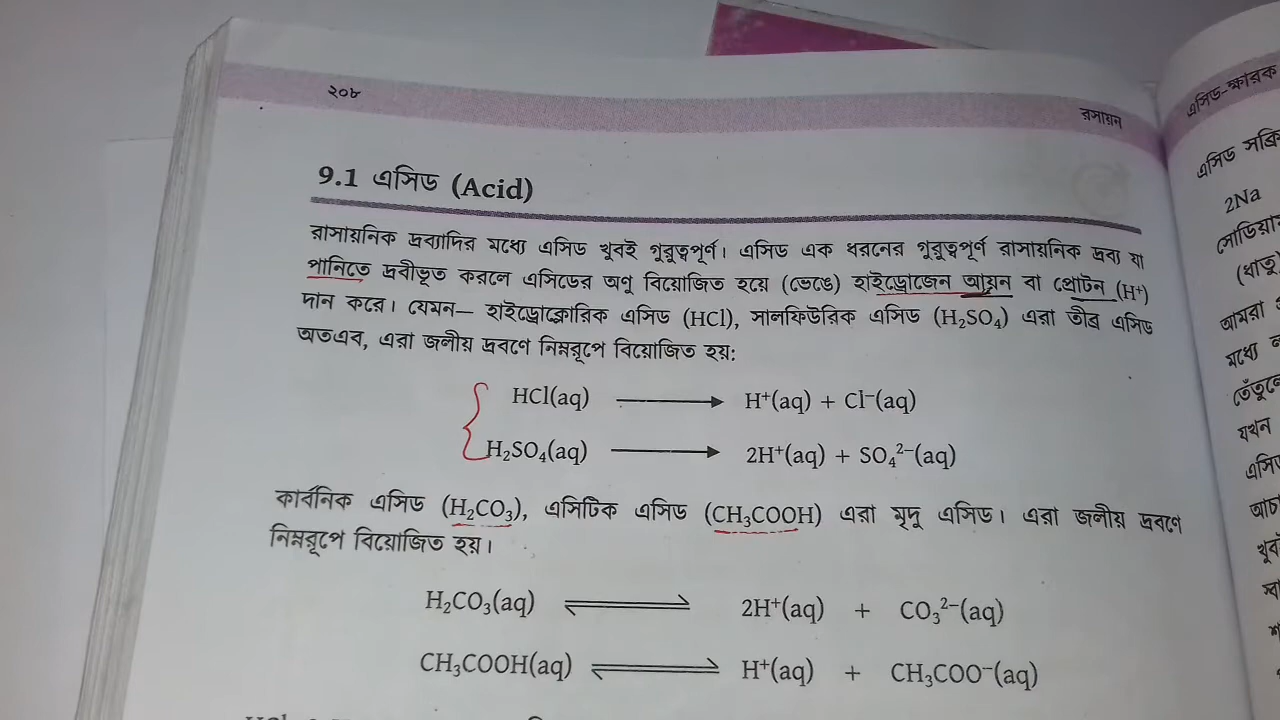 ২০৮
রসায়ন
9.1 এসিড (Acid)
রাসায়নিক দ্রব্যাদির মধ্যে এসিড খুবই গুরুত্বপূর্ণ। এসিড এক ধরনের গুরুত্বপূর্ণ রাসায়নিক দ্রব্য যা
পানিতে দ্রবীভূত করলে এসিডের অণু বিয়োজিত হয়ে (ভেঙে) হাইড্রোজেন আয়ন বা প্রোটন (H⁺)
দান করে। যেমন— হাইড্রোক্লোরিক এসিড (HCl), সালফিউরিক এসিড (H₂SO₄) এরা তীব্র এসিড
অতএব, এরা জলীয় দ্রবণে নিম্নরূপে বিয়োজিত হয়:
HCl(aq) ⟶ H⁺(aq) + Cl⁻(aq)
H₂SO₄(aq) ⟶ 2H⁺(aq) + SO₄²⁻(aq)
কার্বনিক এসিড (H₂CO₃), এসিটিক এসিড (CH₃COOH) এরা মৃদু এসিড। এরা জলীয় দ্রবণে
নিম্নরূপে বিয়োজিত হয়।
H₂CO₃(aq) ⇌ 2H⁺(aq) + CO₃²⁻(aq)
CH₃COOH(aq) ⇌ H⁺(aq) + CH₃COO⁻(aq)
এসিড-ক্ষারক
এসিড
2Na
(ধাতু)
আমরা
মধ্যে
যখন